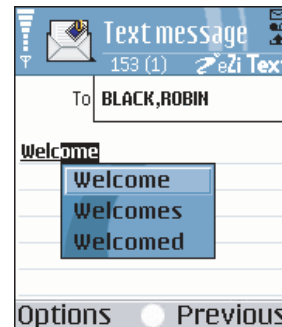 Text message
153 (1) eZi Text
To BLACK,ROBIN
Welcome
Welcome
Welcomes
Welcomed
Options Previous